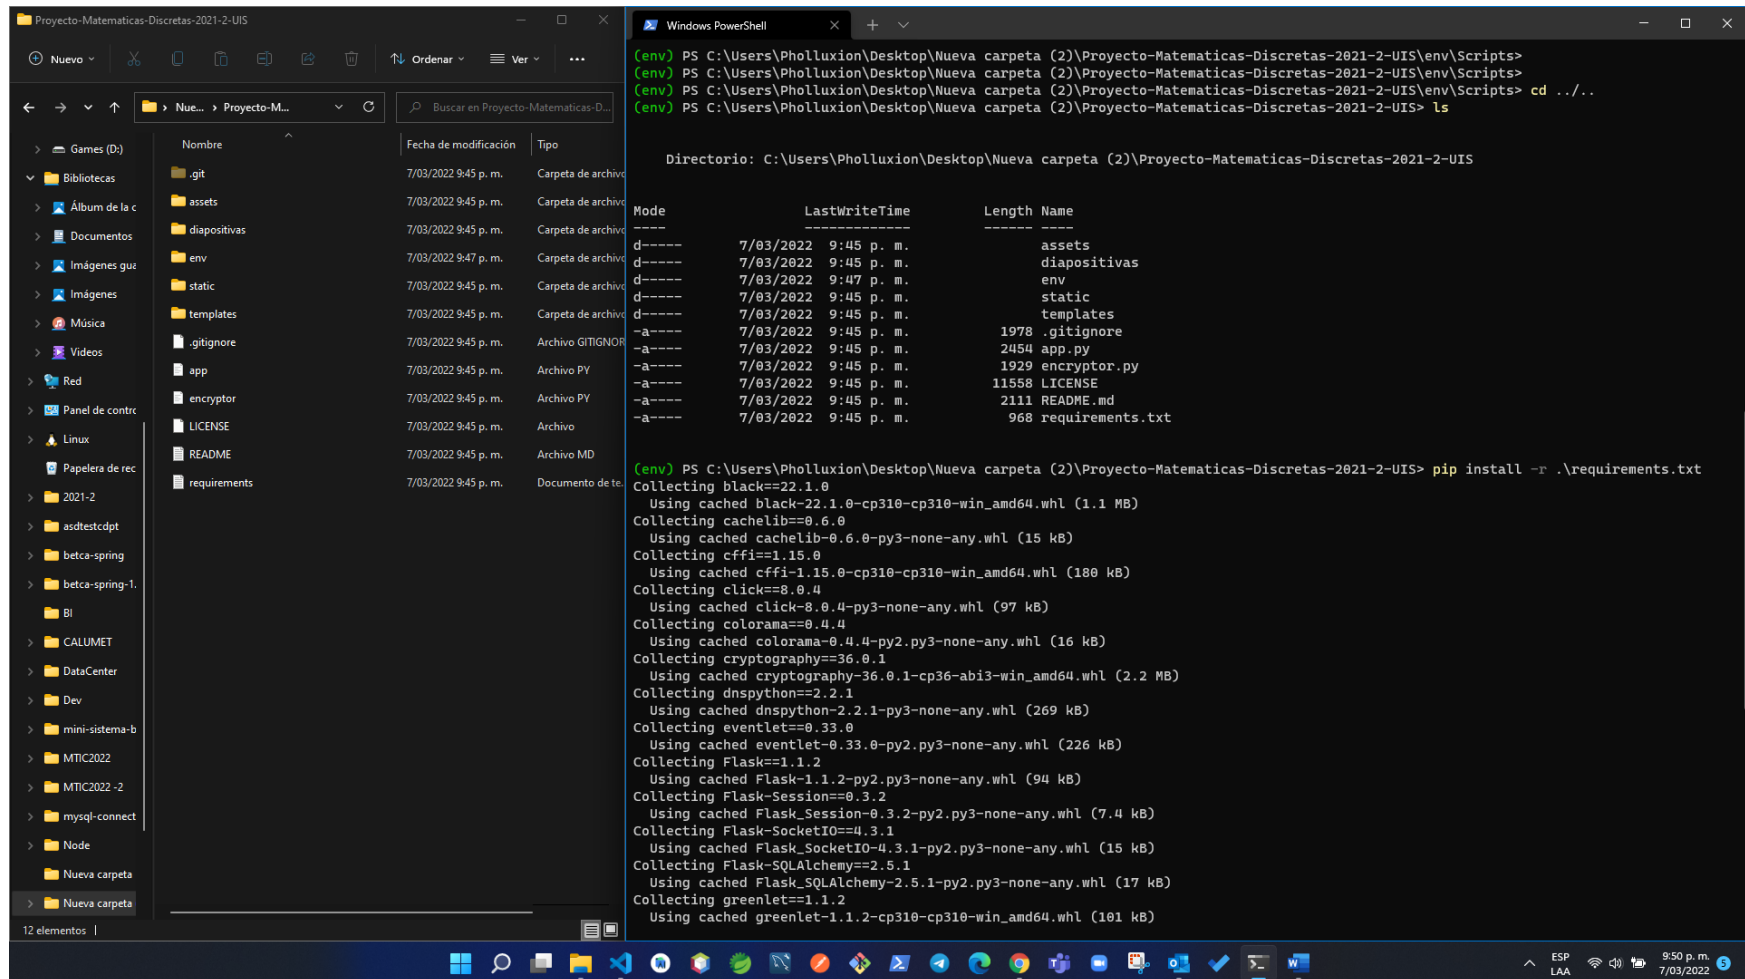 Proyecto-Matematicas-Discretas-2021-2-UIS
Nuevo
Ordenar
Ver
Nue... > Proyecto-M...
Buscar en Proyecto-Matematicas-D...
Games (D:)
Bibliotecas
Álbum de la c
Documentos
Imágenes gua
Imágenes
Música
Videos
Red
Panel de contro
Linux
Papelera de rec
2021-2
asdtestcdpt
betca-spring
betca-spring-1.
BI
CALUMET
DataCenter
Dev
mini-sistema-b
MTIC2022
MTIC2022 -2
mysql-connect
Node
Nueva carpeta
Nueva carpeta
Nombre Fecha de modificación Tipo
.git 7/03/2022 9:45 p. m. Carpeta de archivo
assets 7/03/2022 9:45 p. m. Carpeta de archivo
diapositivas 7/03/2022 9:45 p. m. Carpeta de archivo
env 7/03/2022 9:47 p. m. Carpeta de archivo
static 7/03/2022 9:45 p. m. Carpeta de archivo
templates 7/03/2022 9:45 p. m. Carpeta de archivo
.gitignore 7/03/2022 9:45 p. m. Archivo GITIGNOR
app 7/03/2022 9:45 p. m. Archivo PY
encryptor 7/03/2022 9:45 p. m. Archivo PY
LICENSE 7/03/2022 9:45 p. m. Archivo
README 7/03/2022 9:45 p. m. Archivo MD
requirements 7/03/2022 9:45 p. m. Documento de te.
12 elementos
Windows PowerShell
(env) PS C:\Users\Pholluxion\Desktop\Nueva carpeta (2)\Proyecto-Matematicas-Discretas-2021-2-UIS\env\Scripts>
(env) PS C:\Users\Pholluxion\Desktop\Nueva carpeta (2)\Proyecto-Matematicas-Discretas-2021-2-UIS\env\Scripts>
(env) PS C:\Users\Pholluxion\Desktop\Nueva carpeta (2)\Proyecto-Matematicas-Discretas-2021-2-UIS\env\Scripts> cd ../..
(env) PS C:\Users\Pholluxion\Desktop\Nueva carpeta (2)\Proyecto-Matematicas-Discretas-2021-2-UIS> ls
Directorio: C:\Users\Pholluxion\Desktop\Nueva carpeta (2)\Proyecto-Matematicas-Discretas-2021-2-UIS
Mode LastWriteTime Length Name
---- ------------- ------ ----
d----- 7/03/2022 9:45 p. m. assets
d----- 7/03/2022 9:45 p. m. diapositivas
d----- 7/03/2022 9:47 p. m. env
d----- 7/03/2022 9:45 p. m. static
d----- 7/03/2022 9:45 p. m. templates
-a---- 7/03/2022 9:45 p. m. 1978 .gitignore
-a---- 7/03/2022 9:45 p. m. 2454 app.py
-a---- 7/03/2022 9:45 p. m. 1929 encryptor.py
-a---- 7/03/2022 9:45 p. m. 11558 LICENSE
-a---- 7/03/2022 9:45 p. m. 2111 README.md
-a---- 7/03/2022 9:45 p. m. 968 requirements.txt
(env) PS C:\Users\Pholluxion\Desktop\Nueva carpeta (2)\Proyecto-Matematicas-Discretas-2021-2-UIS> pip install -r .\requirements.txt
Collecting black==22.1.0
Using cached black-22.1.0-cp310-cp310-win_amd64.whl (1.1 MB)
Collecting cachelib==0.6.0
Using cached cachelib-0.6.0-py3-none-any.whl (15 kB)
Collecting cffi==1.15.0
Using cached cffi-1.15.0-cp310-cp310-win_amd64.whl (180 kB)
Collecting click==8.0.4
Using cached click-8.0.4-py3-none-any.whl (97 kB)
Collecting colorama==0.4.4
Using cached colorama-0.4.4-py2.py3-none-any.whl (16 kB)
Collecting cryptography==36.0.1
Using cached cryptography-36.0.1-cp36-abi3-win_amd64.whl (2.2 MB)
Collecting dnspython==2.2.1
Using cached dnspython-2.2.1-py3-none-any.whl (269 kB)
Collecting eventlet==0.33.0
Using cached eventlet-0.33.0-py2.py3-none-any.whl (226 kB)
Collecting Flask==1.1.2
Using cached Flask-1.1.2-py2.py3-none-any.whl (94 kB)
Collecting Flask-Session==0.3.2
Using cached Flask_Session-0.3.2-py2.py3-none-any.whl (7.4 kB)
Collecting Flask-SocketIO==4.3.1
Using cached Flask_SocketIO-4.3.1-py2.py3-none-any.whl (15 kB)
Collecting Flask-SQLAlchemy==2.5.1
Using cached Flask_SQLAlchemy-2.5.1-py2.py3-none-any.whl (17 kB)
Collecting greenlet==1.1.2
Using cached greenlet-1.1.2-cp310-cp310-win_amd64.whl (101 kB)
ESP
LAA
9:50 p. m.
7/03/2022
5